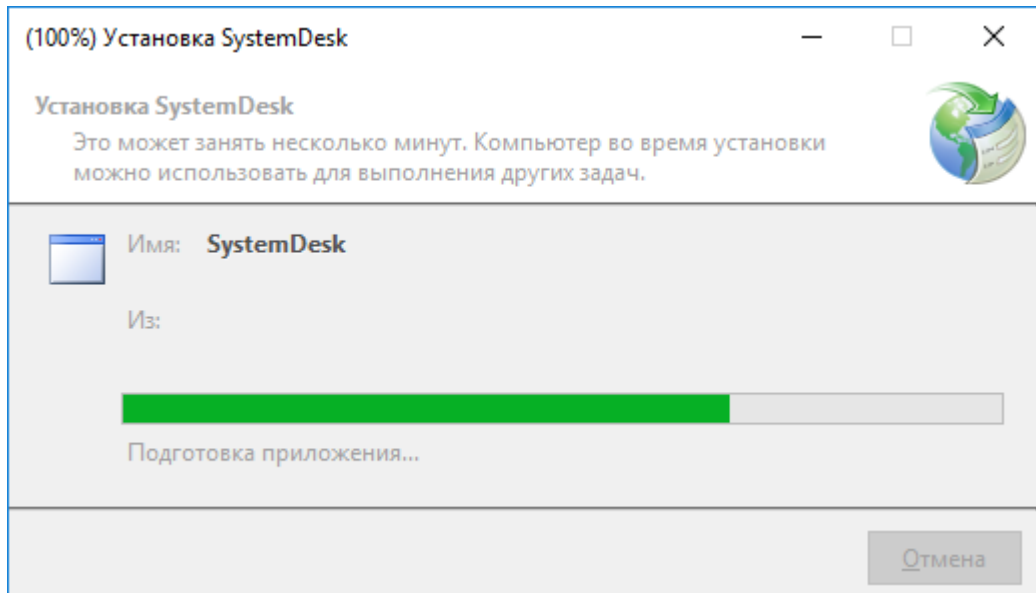 (100%) Установка SystemDesk
Установка SystemDesk
Это может занять несколько минут. Компьютер во время установки
можно использовать для выполнения других задач.
Имя: SystemDesk
Из:
Подготовка приложения...
Отмена